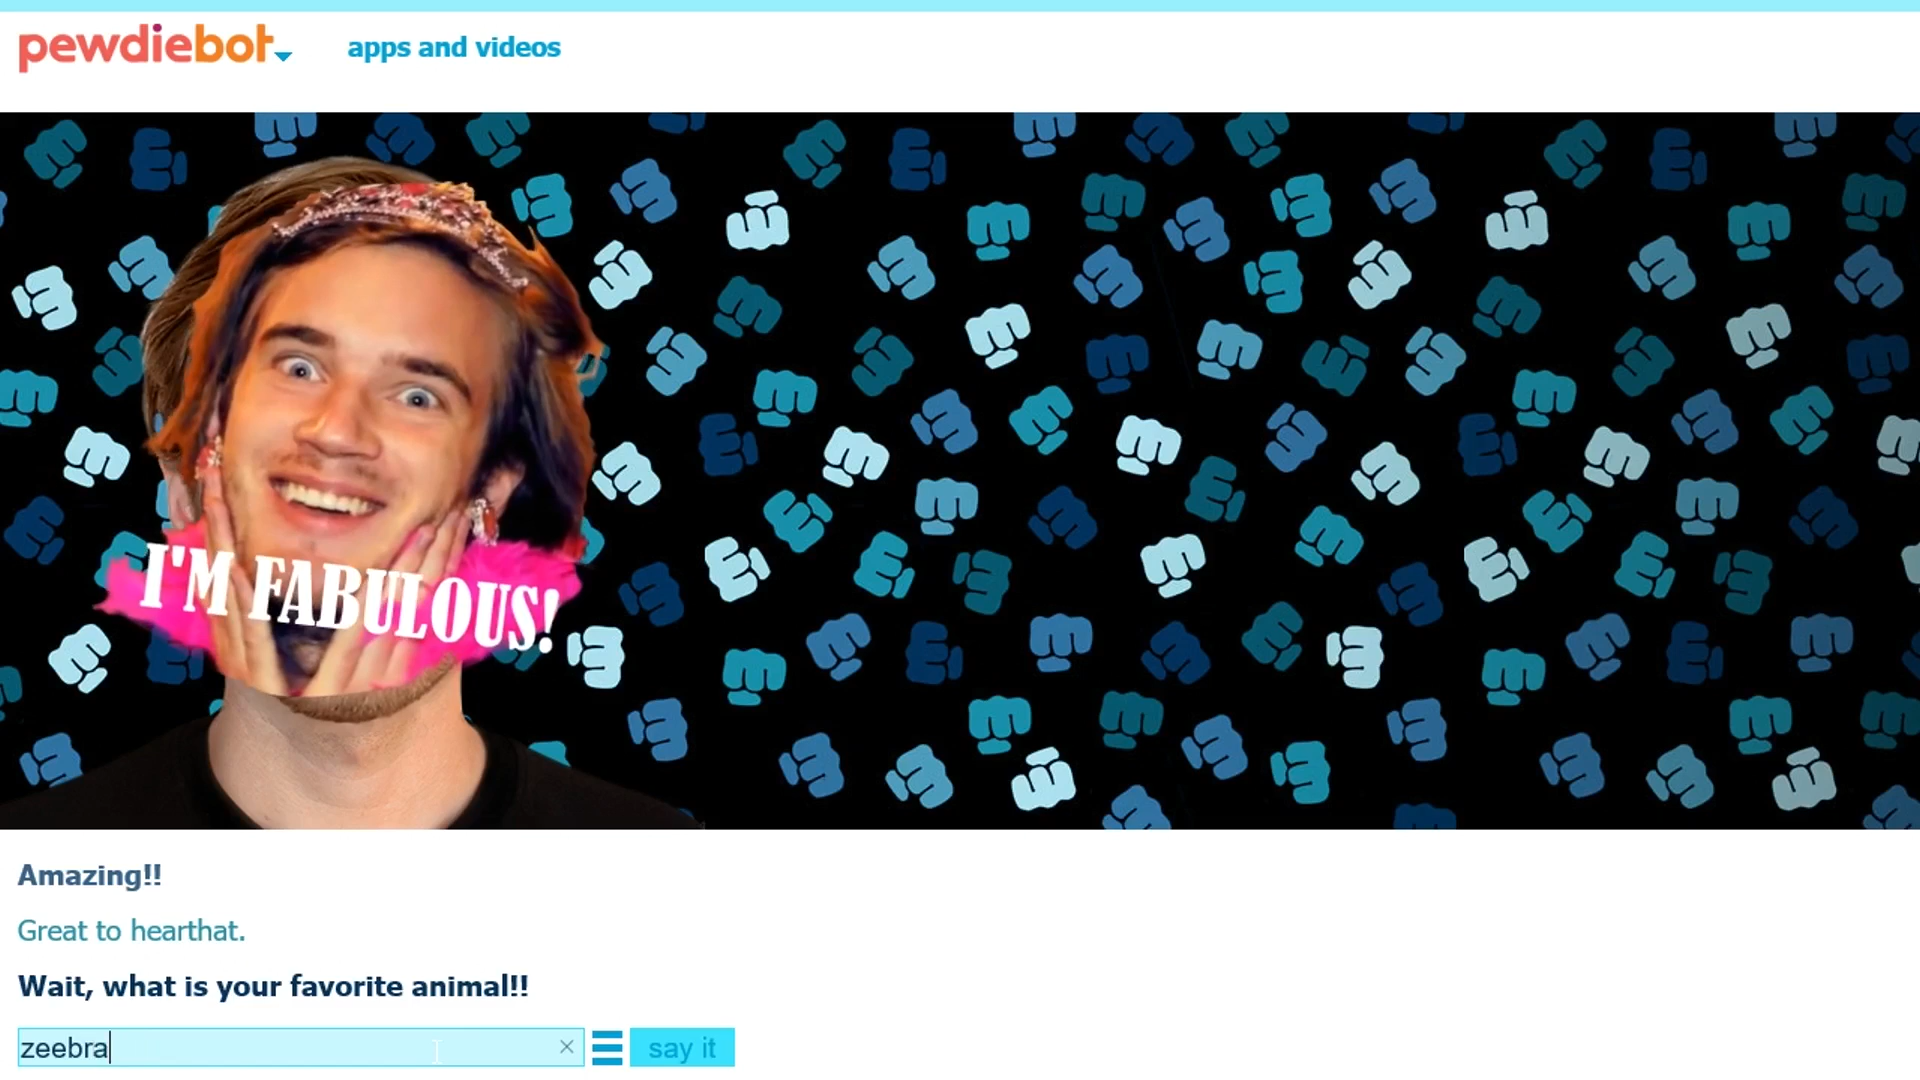 pewdiebot
apps and videos
I'M FABULOUS!
Amazing!!
Great to hearthat.
Wait, what is your favorite animal!!
zeebra
say it